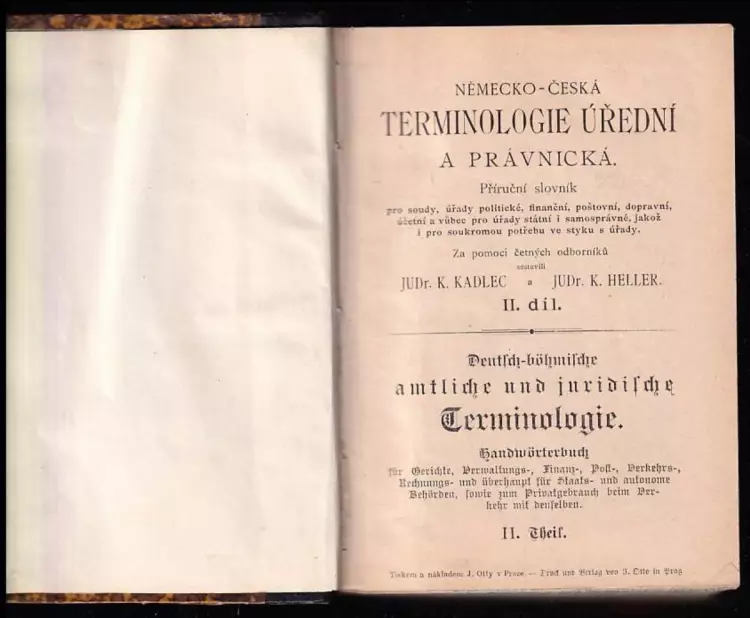 NĚMECKO-ČESKÁ
TERMINOLOGIE ÚŘEDNÍ
A PRÁVNICKÁ.
Příruční slovník
pro soudy, úřady politické, finanční, poštovní, dopravní,
účetní a vůbec pro úřady státní i samosprávné, jakož
i pro soukromou potřebu ve styku s úřady.
Za pomoci četných odborníků
sestavili
JUDr. K. KADLEC a JUDr. K. HELLER.
II. díl.
Deutſch-böhmiſche
amtliche und juridiſche
Terminologie.
Handwörterbuch
für Gerichte, Verwaltungs-, Finanz-, Poſt-, Verkehrs-,
Rechnungs- und überhaupt für Staats- und autonome
Behörden, ſowie zum Privatgebrauch beim Ver-
kehr mit denſelben.
II. Theil.
Tiskem a nákladem J. Otty v Praze. — Druck und Verlag von J. Otto in Prag